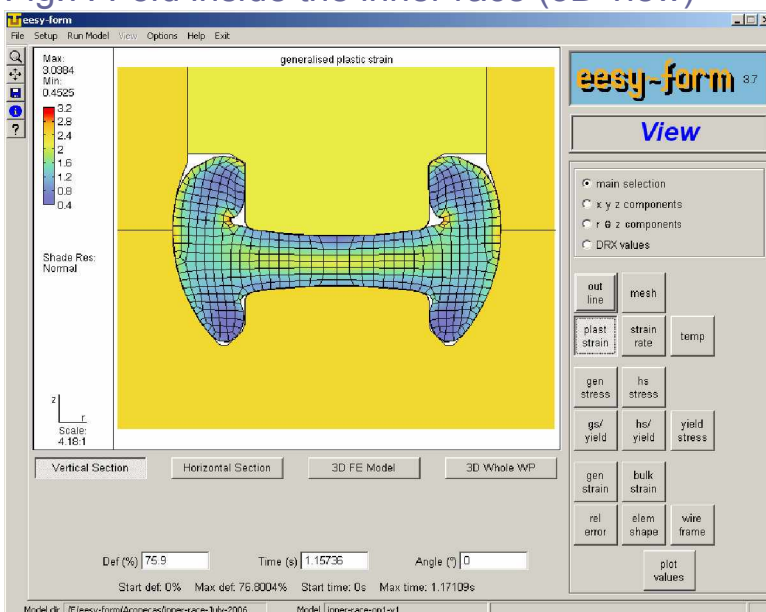 eesy-form
File Setup Run Model View Options Help Exit
Max:
3.0384
Min:
0.4525
3.2
2.8
2.4
2
1.6
1.2
0.8
0.4
Shade Res:
Normal
z
r
Scale:
4.18:1
generalised plastic strain
Vertical Section
Horizontal Section
3D FE Model
3D Whole WP
Def (%) 75.9
Time (s) 1.15736
Angle (°) 0
Start def: 0% Max def: 76.8004% Start time: 0s Max time: 1.17109s
eesy-form 3.7
View
main selection
x y z components
r θ z components
DRX values
out line
mesh
plast strain
strain rate
temp
gen stress
hs stress
gs/ yield
hs/ yield
yield stress
gen strain
bulk strain
rel error
elem shape
wire frame
plot values